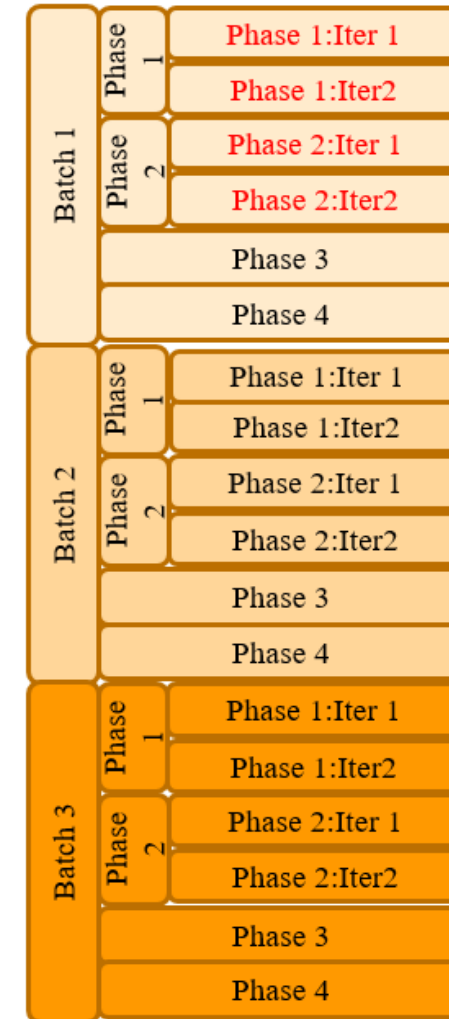 Batch 1
Phase 1
Phase 1:Iter 1
Phase 1:Iter2
Phase 2
Phase 2:Iter 1
Phase 2:Iter2
Phase 3
Phase 4
Batch 2
Phase 1
Phase 1:Iter 1
Phase 1:Iter2
Phase 2
Phase 2:Iter 1
Phase 2:Iter2
Phase 3
Phase 4
Batch 3
Phase 1
Phase 1:Iter 1
Phase 1:Iter2
Phase 2
Phase 2:Iter 1
Phase 2:Iter2
Phase 3
Phase 4